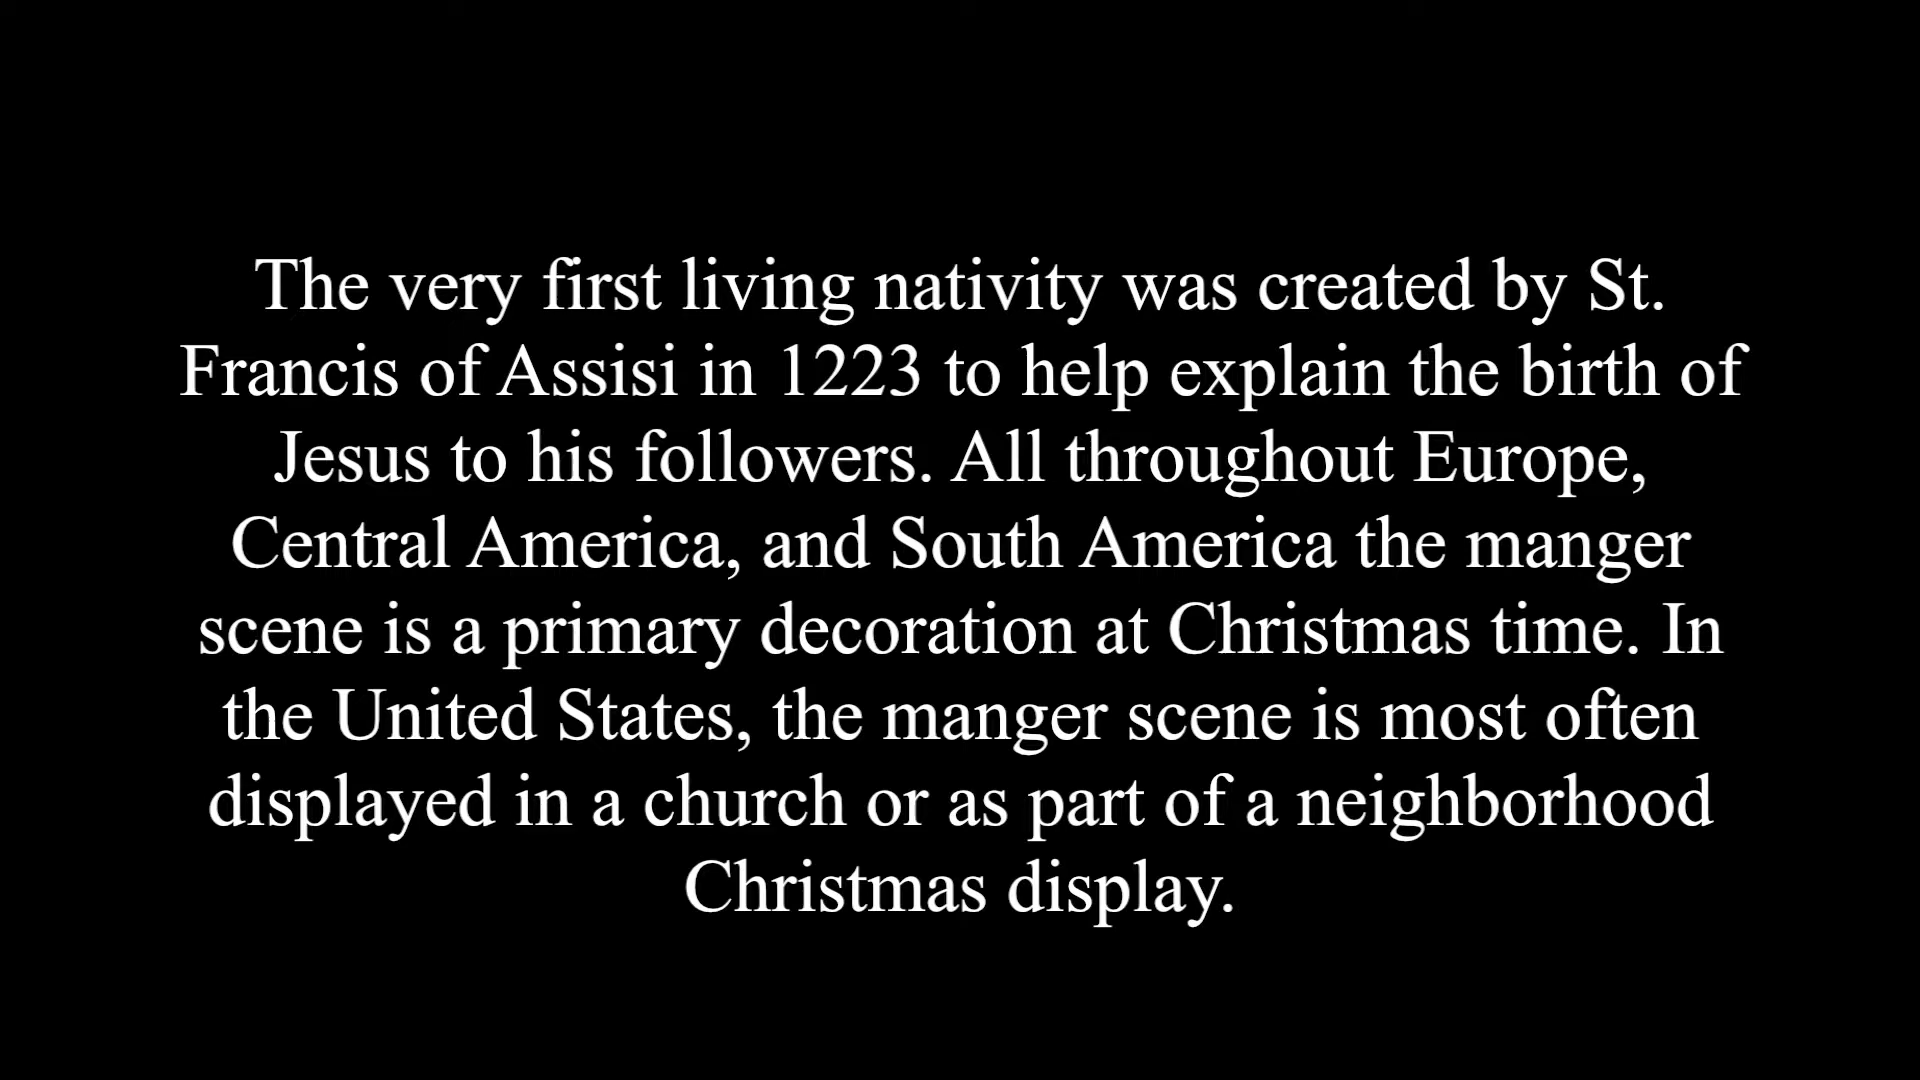 The very first living nativity was created by St.
Francis of Assisi in 1223 to help explain the birth of
Jesus to his followers. All throughout Europe,
Central America, and South America the manger
scene is a primary decoration at Christmas time. In
the United States, the manger scene is most often
displayed in a church or as part of a neighborhood
Christmas display.